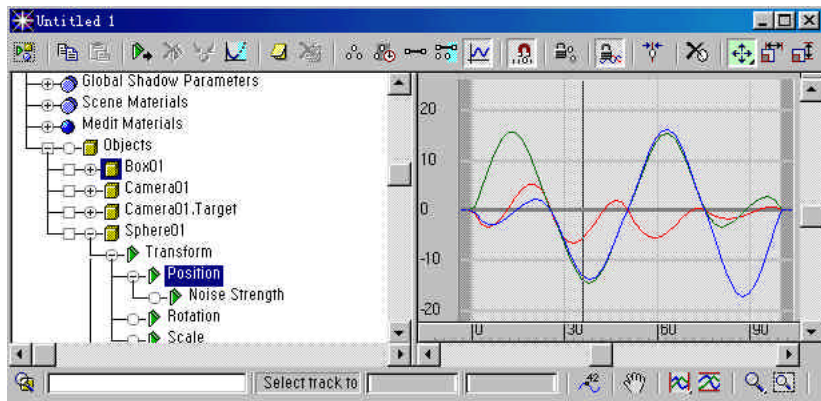 Untitled 1
Global Shadow Parameters
Scene Materials
Medit Materials
Objects
Box01
Camera01
Camera01.Target
Sphere01
Transform
Position
Noise Strength
Rotation
Scale
20
10
0
-10
-20
0
30
60
90
Select track to
42